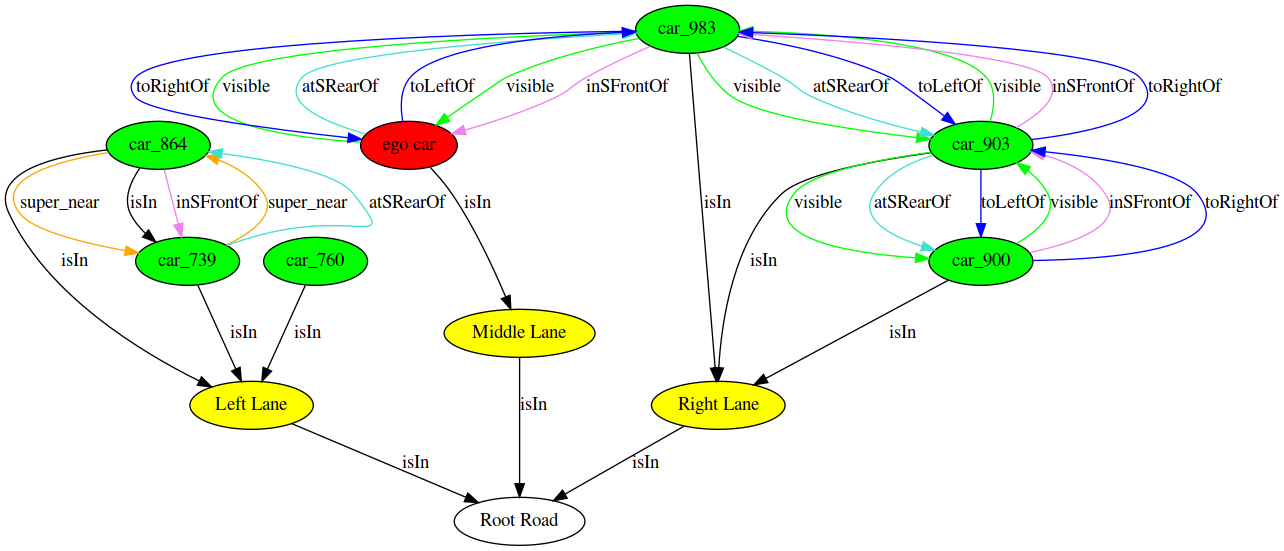 car_983
toRightOf
visible
atSRearOf
toLeftOf
visible
inSFrontOf
visible
atSRearOf
toLeftOf
visible
inSFrontOf
toRightOf
car_864
ego car
car_903
super_near
isIn
inSFrontOf
super_near
atSRearOf
isIn
isIn
visible
atSRearOf
toLeftOf
visible
inSFrontOf
toRightOf
isIn
car_739
car_760
isIn
car_900
isIn
isIn
Middle Lane
isIn
Left Lane
isIn
Right Lane
isIn
isIn
Root Road